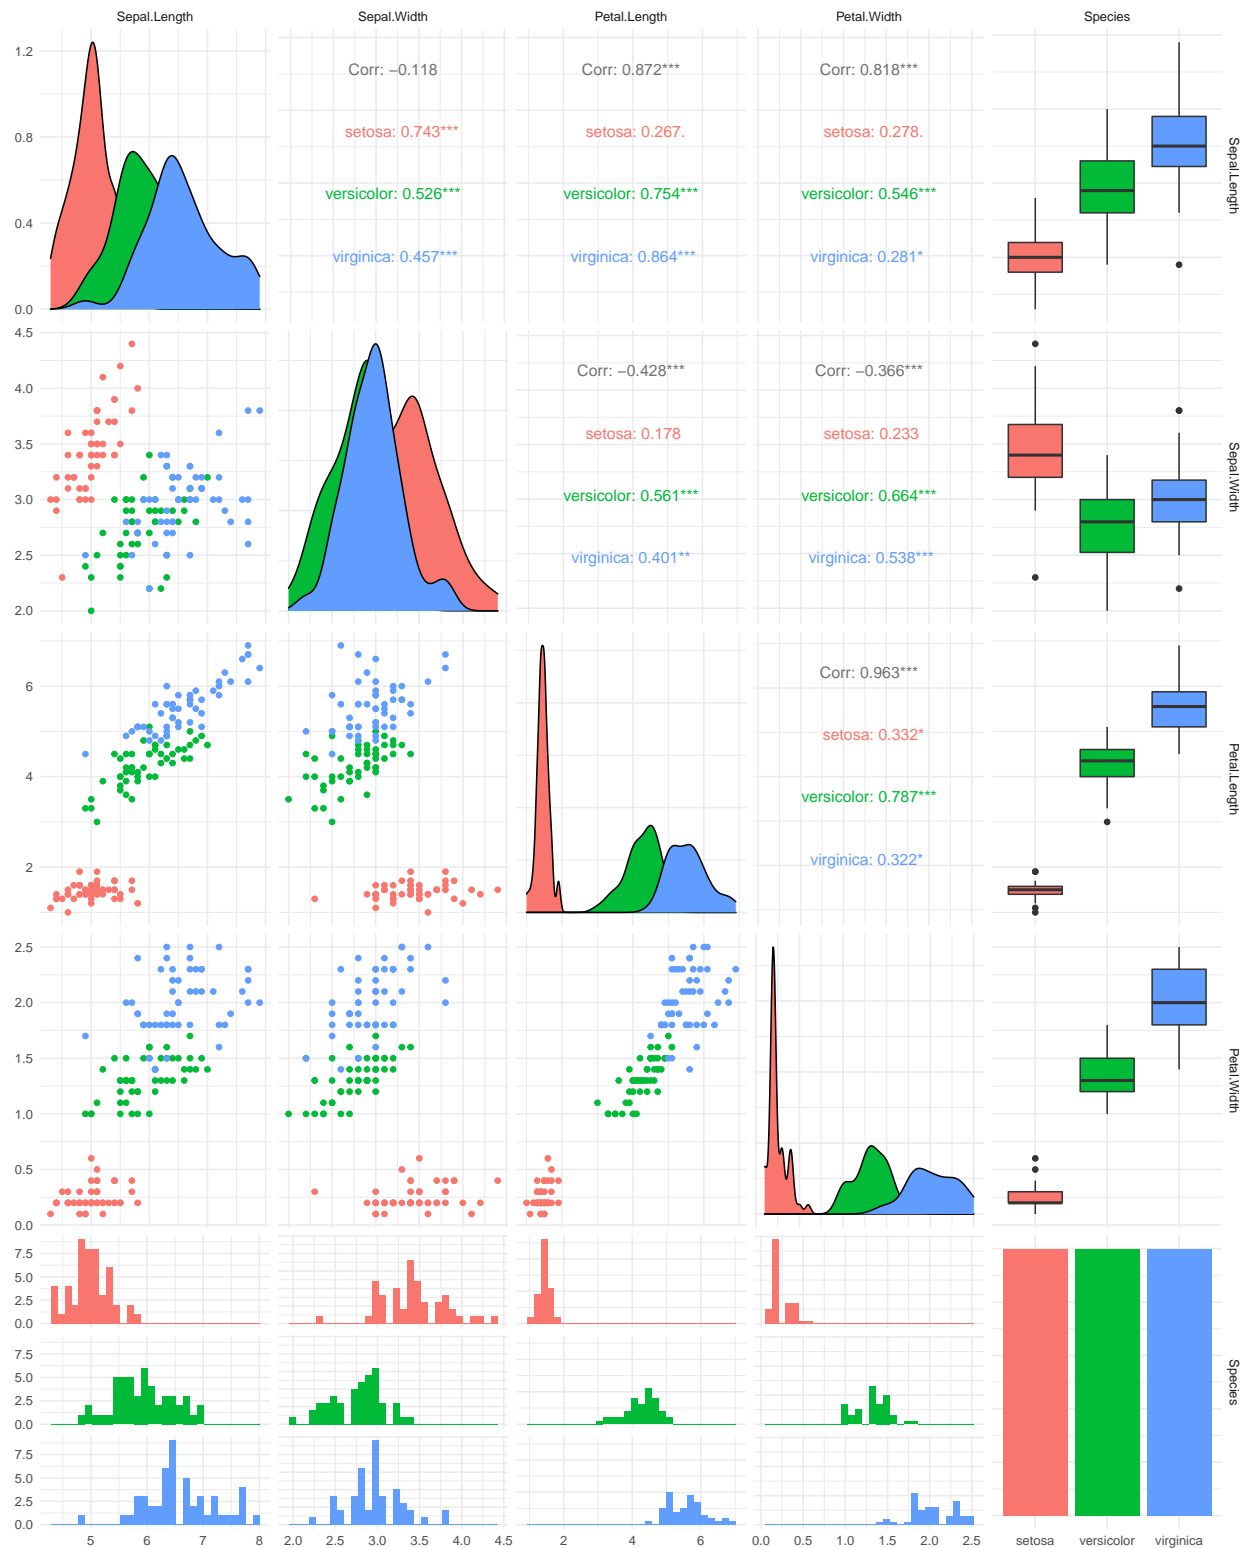 Sepal.Length Sepal.Width Petal.Length Petal.Width Species
1.2
0.8
0.4
0.0
Corr: −0.118
setosa: 0.743***
versicolor: 0.526***
virginica: 0.457***
Corr: 0.872***
setosa: 0.267.
versicolor: 0.754***
virginica: 0.864***
Corr: 0.818***
setosa: 0.278.
versicolor: 0.546***
virginica: 0.281*
Sepal.Length
4.5
4.0
3.5
3.0
2.5
2.0
Corr: −0.428***
setosa: 0.178
versicolor: 0.561***
virginica: 0.401**
Corr: −0.366***
setosa: 0.233
versicolor: 0.664***
virginica: 0.538***
Sepal.Width
6
4
2
Corr: 0.963***
setosa: 0.332*
versicolor: 0.787***
virginica: 0.322*
Petal.Length
2.5
2.0
1.5
1.0
0.5
0.0
Petal.Width
7.5
5.0
2.5
0.0
7.5
5.0
2.5
0.0
7.5
5.0
2.5
0.0
Species
5 6 7 8 2.0 2.5 3.0 3.5 4.0 4.5 2 4 6 0.0 0.5 1.0 1.5 2.0 2.5 setosa versicolor virginica